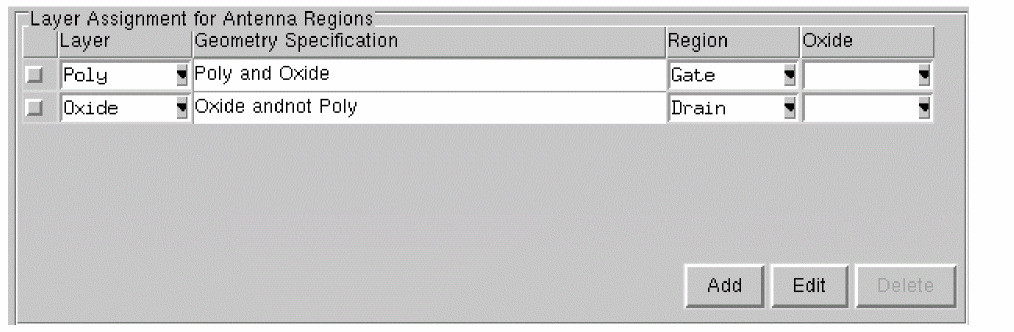 Layer Assignment for Antenna Regions
Layer Geometry Specification Region Oxide
Poly Poly and Oxide Gate
Oxide Oxide andnot Poly Drain
Add Edit Delete